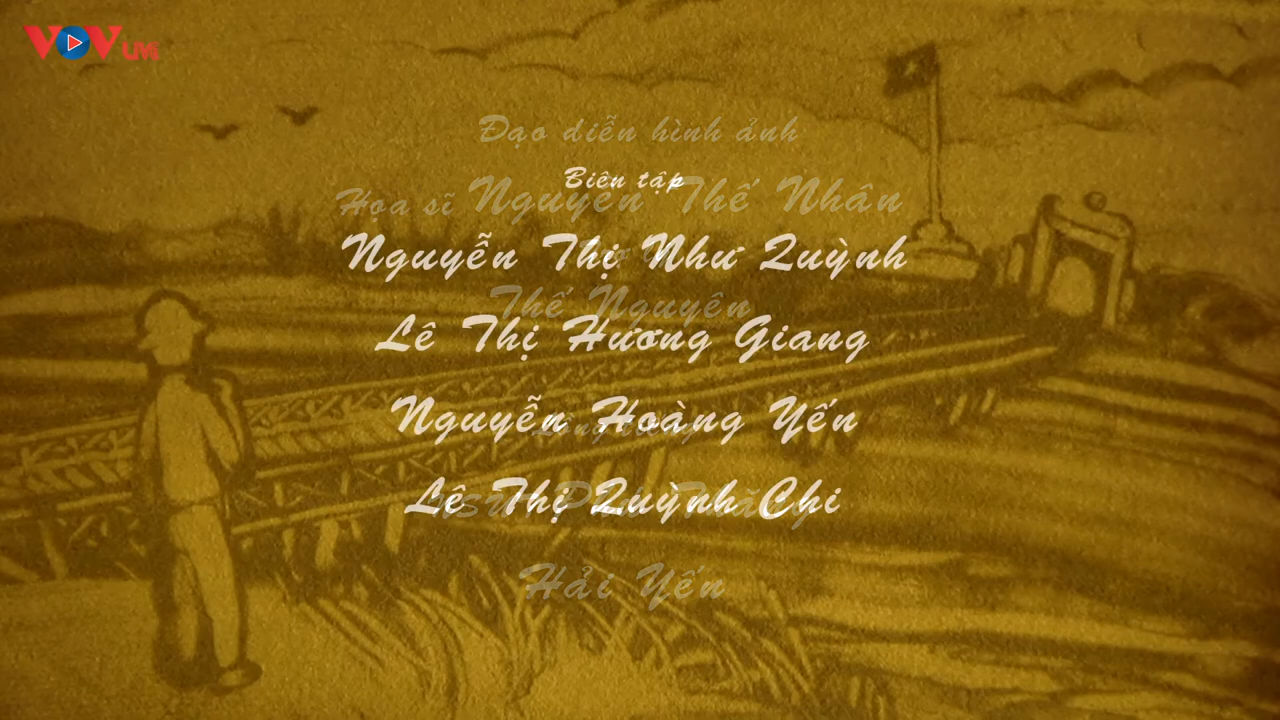 VOV LIVE
Đạo diễn hình ảnh
Biên tập
Họa sĩ Nguyễn Thế Nhân
Nguyễn Thị Như Quỳnh
Thế Nguyên
Lê Thị Hương Giang
Nguyễn Hoàng Yến
Lê Thị Quỳnh Chi
Hải Yến